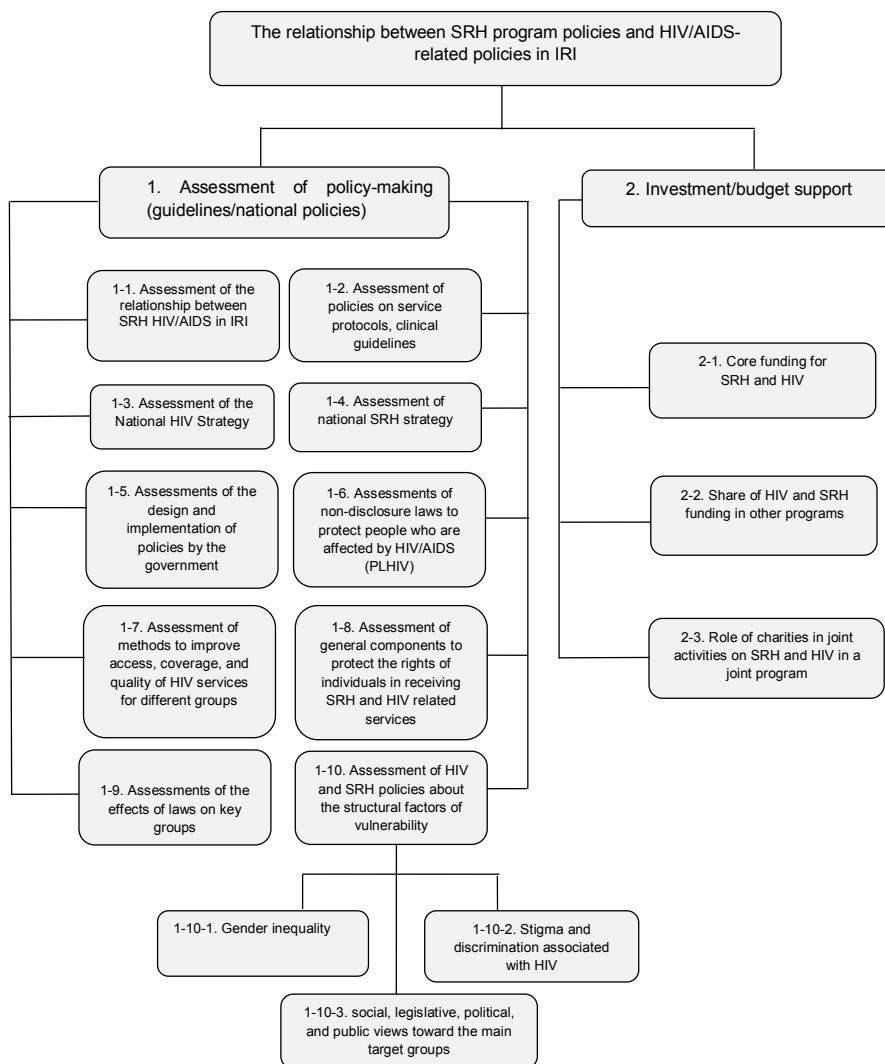 The relationship between SRH program policies and HIV/AIDS-
related policies in IRI
1. Assessment of policy-making
(guidelines/national policies)
2. Investment/budget support
1-1. Assessment of the
relationship between
SRH HIV/AIDS in IRI
1-2. Assessment of
policies on service
protocols, clinical
guidelines
1-3. Assessment of the
National HIV Strategy
1-4. Assessment of
national SRH strategy
1-5. Assessments of the
design and
implementation of
policies by the
government
1-6. Assessments of
non-disclosure laws to
protect people who are
affected by HIV/AIDS
(PLHIV)
1-7. Assessment of
methods to improve
access, coverage, and
quality of HIV services
for different groups
1-8. Assessment of
general components to
protect the rights of
individuals in receiving
SRH and HIV related
services
1-9. Assessments of the
effects of laws on key
groups
1-10. Assessment of HIV
and SRH policies about
the structural factors of
vulnerability
1-10-1. Gender inequality
1-10-2. Stigma and
discrimination associated
with HIV
1-10-3. social, legislative, political,
and public views toward the main
target groups
2-1. Core funding for
SRH and HIV
2-2. Share of HIV and SRH
funding in other programs
2-3. Role of charities in joint
activities on SRH and HIV in a
joint program